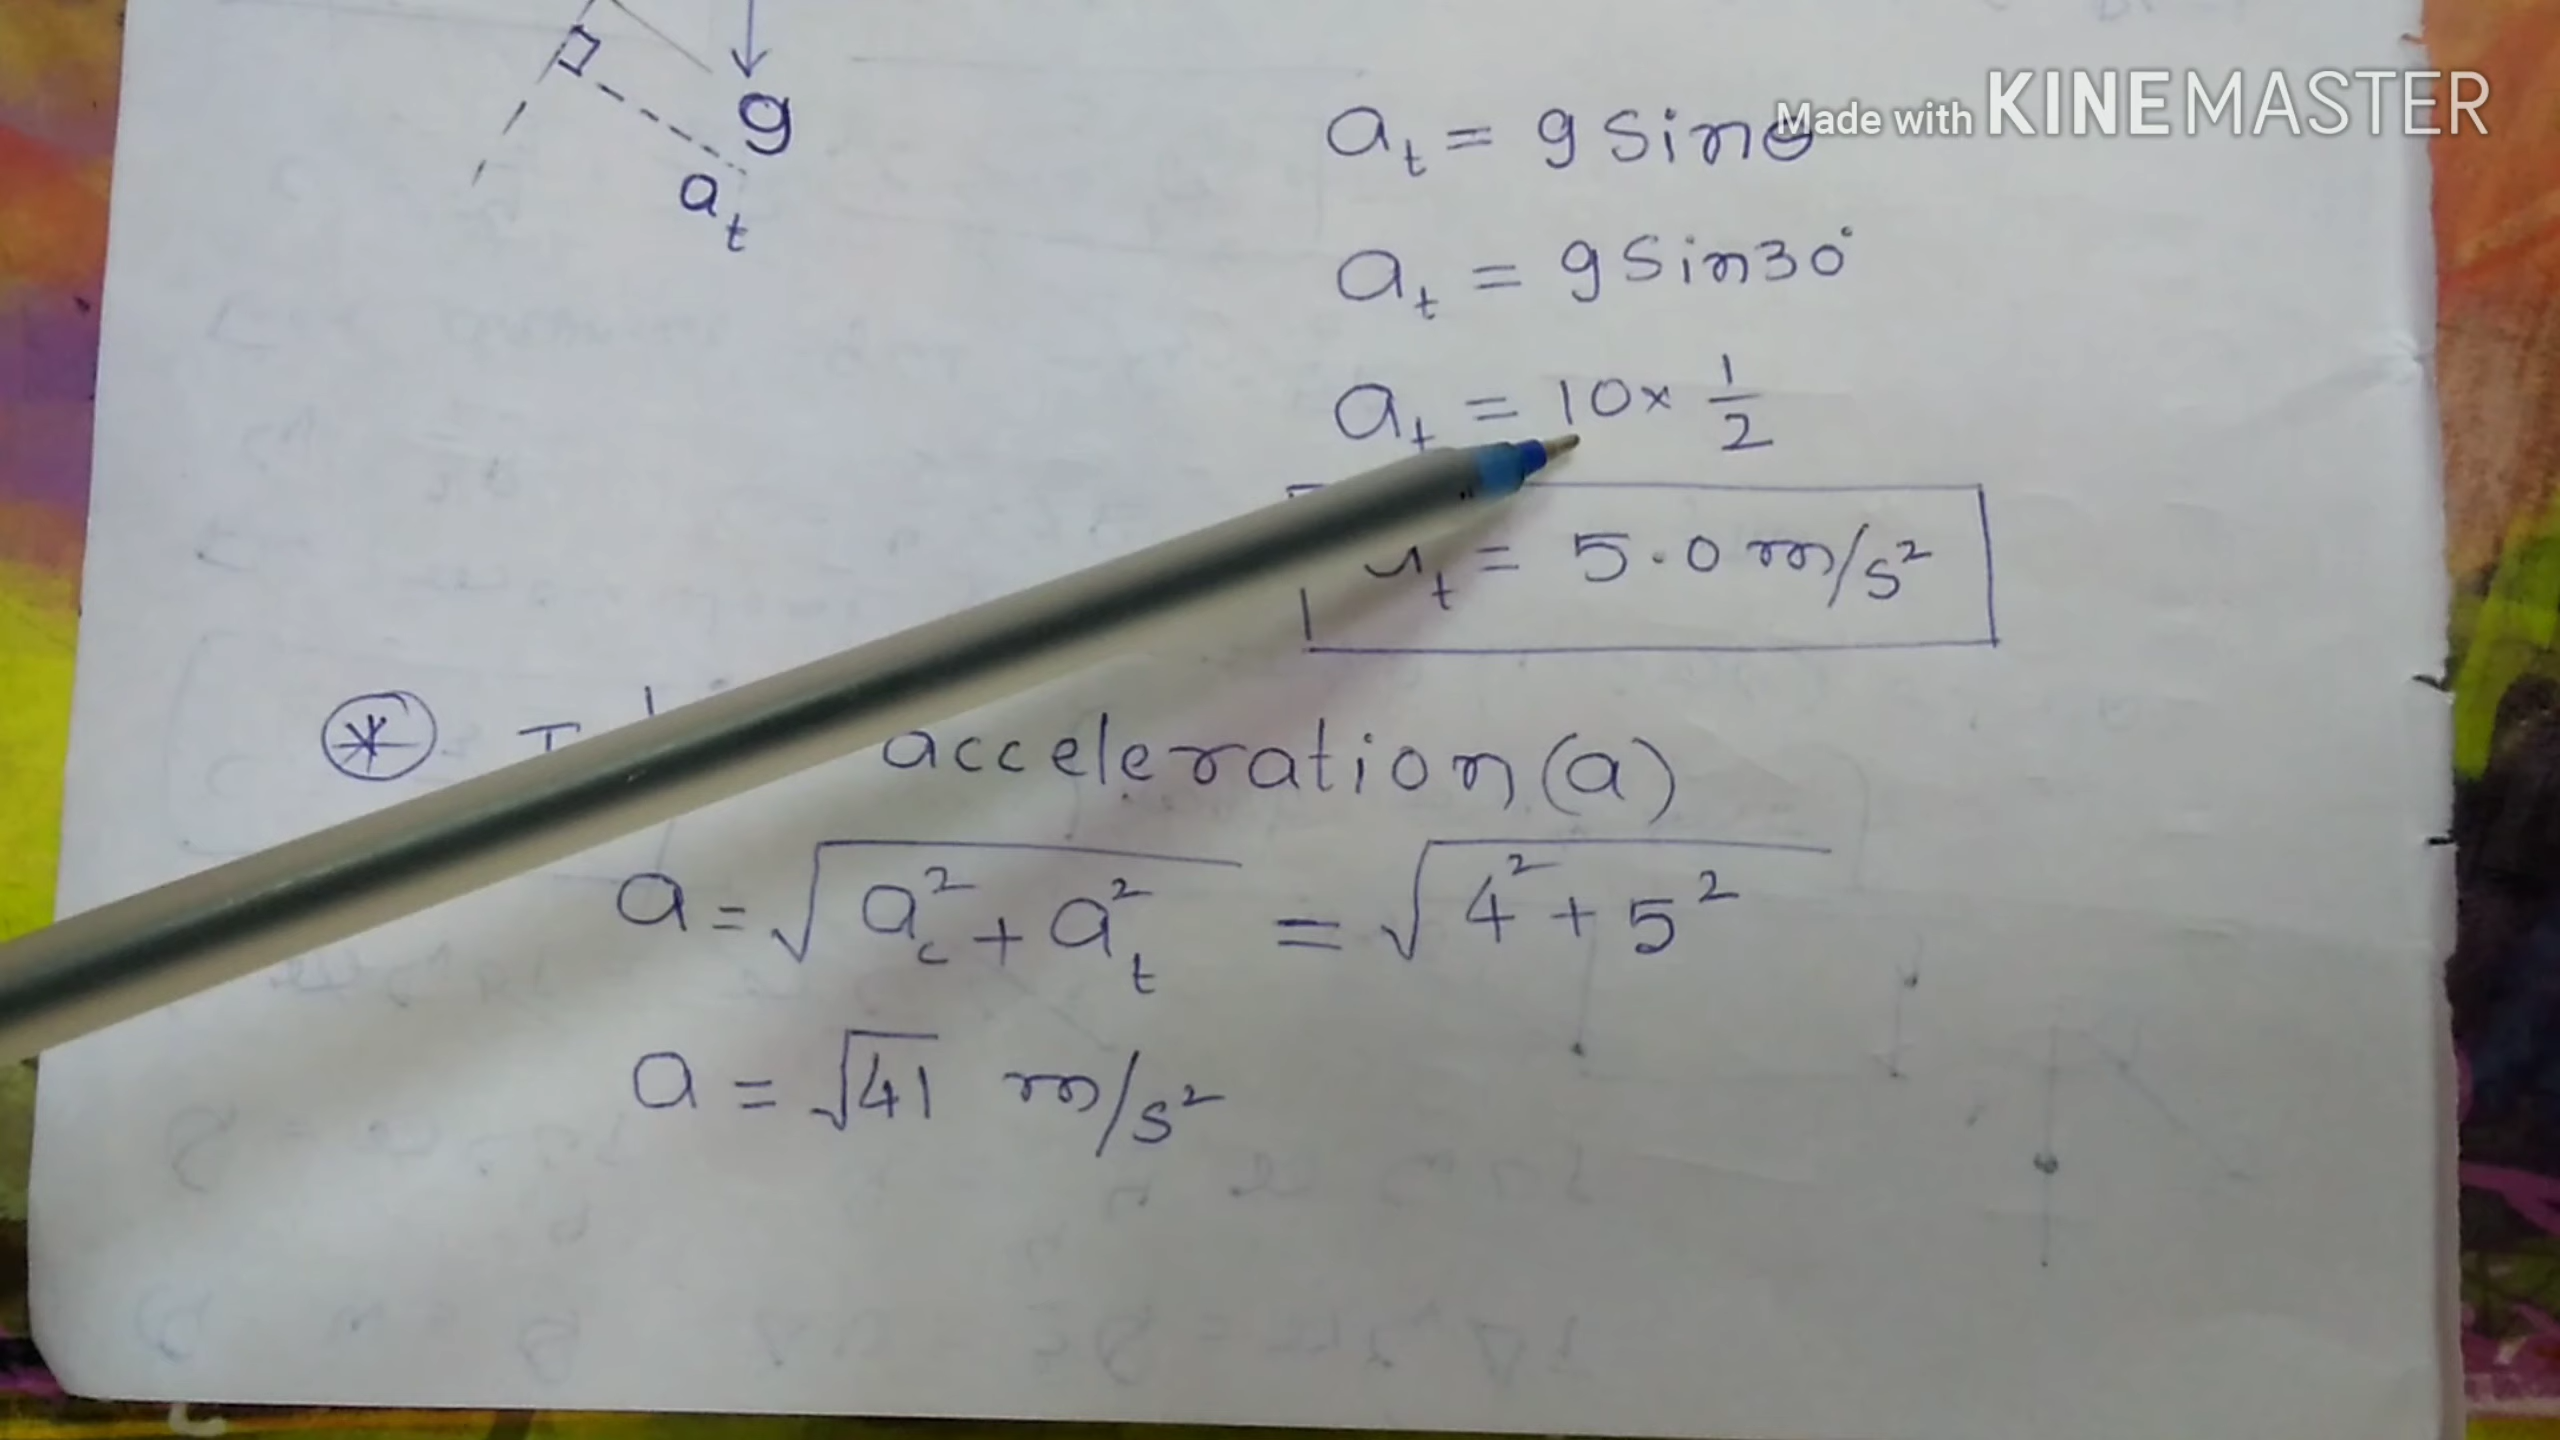 g
a_t
a_t = g sinθ
Made with KINEMASTER
a_t = g sin30°
a_t = 10 × 1/2
= 5.0 m/s²
acceleration (a)
a = √(a_c² + a_t²) = √(4² + 5²)
a = √41 m/s²